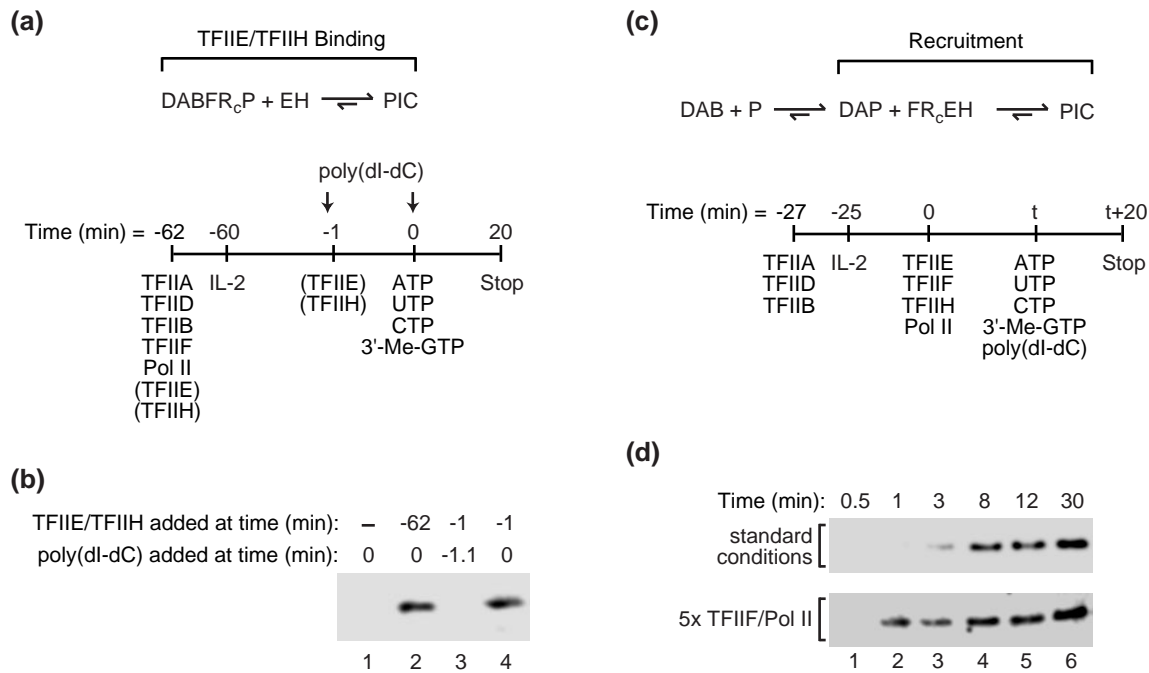 (a)
TFIIE/TFIIH Binding
DABFRcP + EH PIC
poly(dI-dC)
Time (min) = -62 -60 -1 0 20
TFIIA IL-2 (TFIIE) ATP Stop
TFIID (TFIIH) UTP
TFIIB CTP
TFIIF 3'-Me-GTP
Pol II
(TFIIE)
(TFIIH)
(b)
TFIIE/TFIIH added at time (min): – -62 -1 -1
poly(dI-dC) added at time (min): 0 0 -1.1 0
1 2 3 4
(c)
Recruitment
DAB + P DAP + FRcEH PIC
Time (min) = -27 -25 0 t t+20
TFIIA IL-2 TFIIE ATP Stop
TFIID TFIIF UTP
TFIIB TFIIH CTP
Pol II 3'-Me-GTP
poly(dI-dC)
(d)
Time (min): 0.5 1 3 8 12 30
standard
conditions
5x TFIIF/Pol II
1 2 3 4 5 6